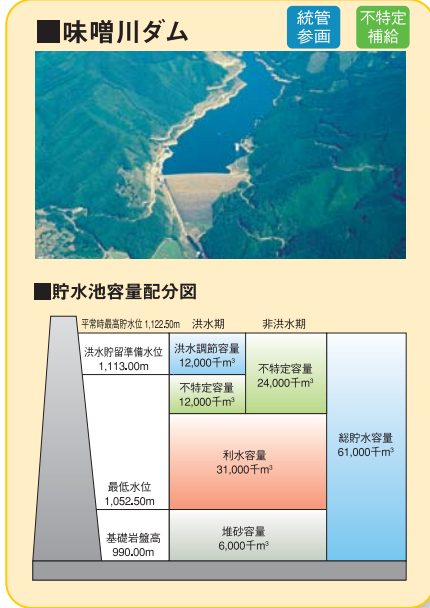 ■味噌川ダム
統管
参画
不特定
補給
■貯水池容量配分図
平常時最高貯水位 1,122.50m
洪水期
非洪水期
洪水貯留準備水位
1,113.00m
洪水調節容量
12,000千m³
不特定容量
24,000千m³
不特定容量
12,000千m³
総貯水容量
61,000千m³
利水容量
31,000千m³
最低水位
1,052.50m
基礎岩盤高
990.00m
堆砂容量
6,000千m³